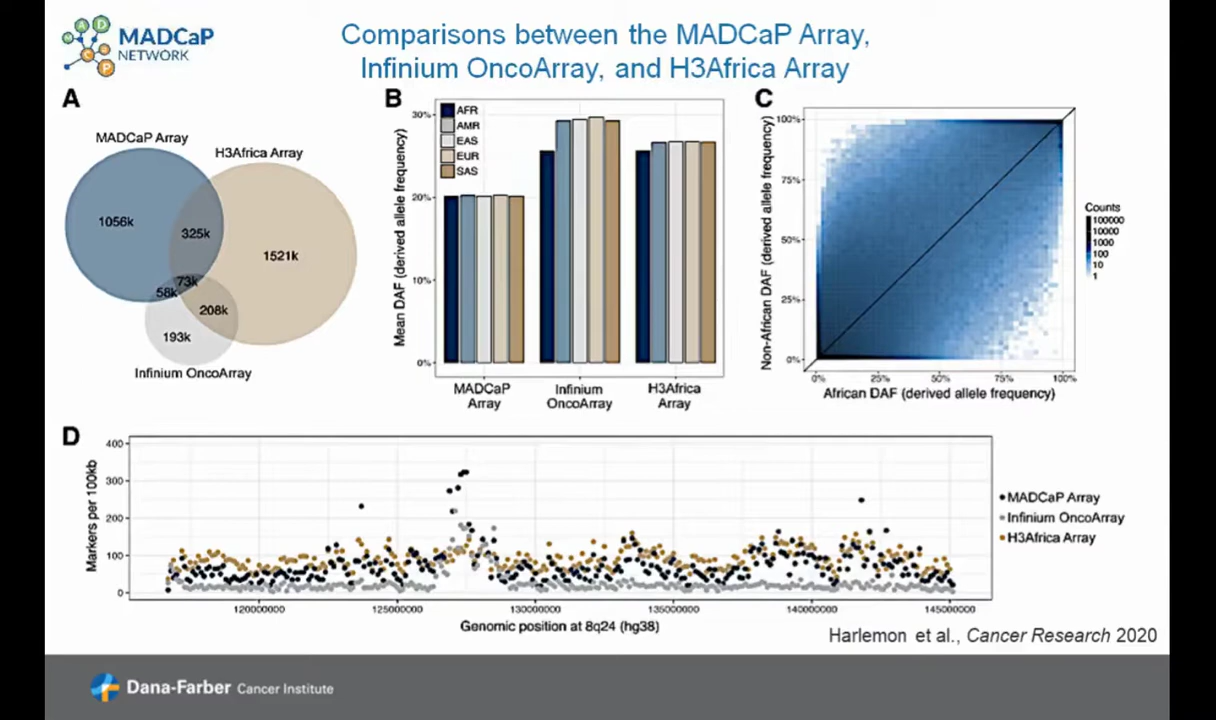 M A D C a P
MADCaP
NETWORK
Comparisons between the MADCaP Array,
Infinium OncoArray, and H3Africa Array
A
MADCaP Array
H3Africa Array
1056k
325k
1521k
73k
58k
208k
193k
Infinium OncoArray
B
Mean DAF (derived allele frequency)
30%
20%
10%
0%
AFR
AMR
EAS
EUR
SAS
MADCaP
Array
Infinium
OncoArray
H3Africa
Array
C
Non-African DAF (derived allele frequency)
100%
75%
50%
25%
0%
0% 25% 50% 75% 100%
African DAF (derived allele frequency)
Counts
100000
10000
1000
100
10
1
D
Markers per 100kb
400
300
200
100
0
120000000 125000000 130000000 135000000 140000000 145000000
Genomic position at 8q24 (hg38)
MADCaP Array
Infinium OncoArray
H3Africa Array
Harlemon et al., Cancer Research 2020
Dana-Farber Cancer Institute